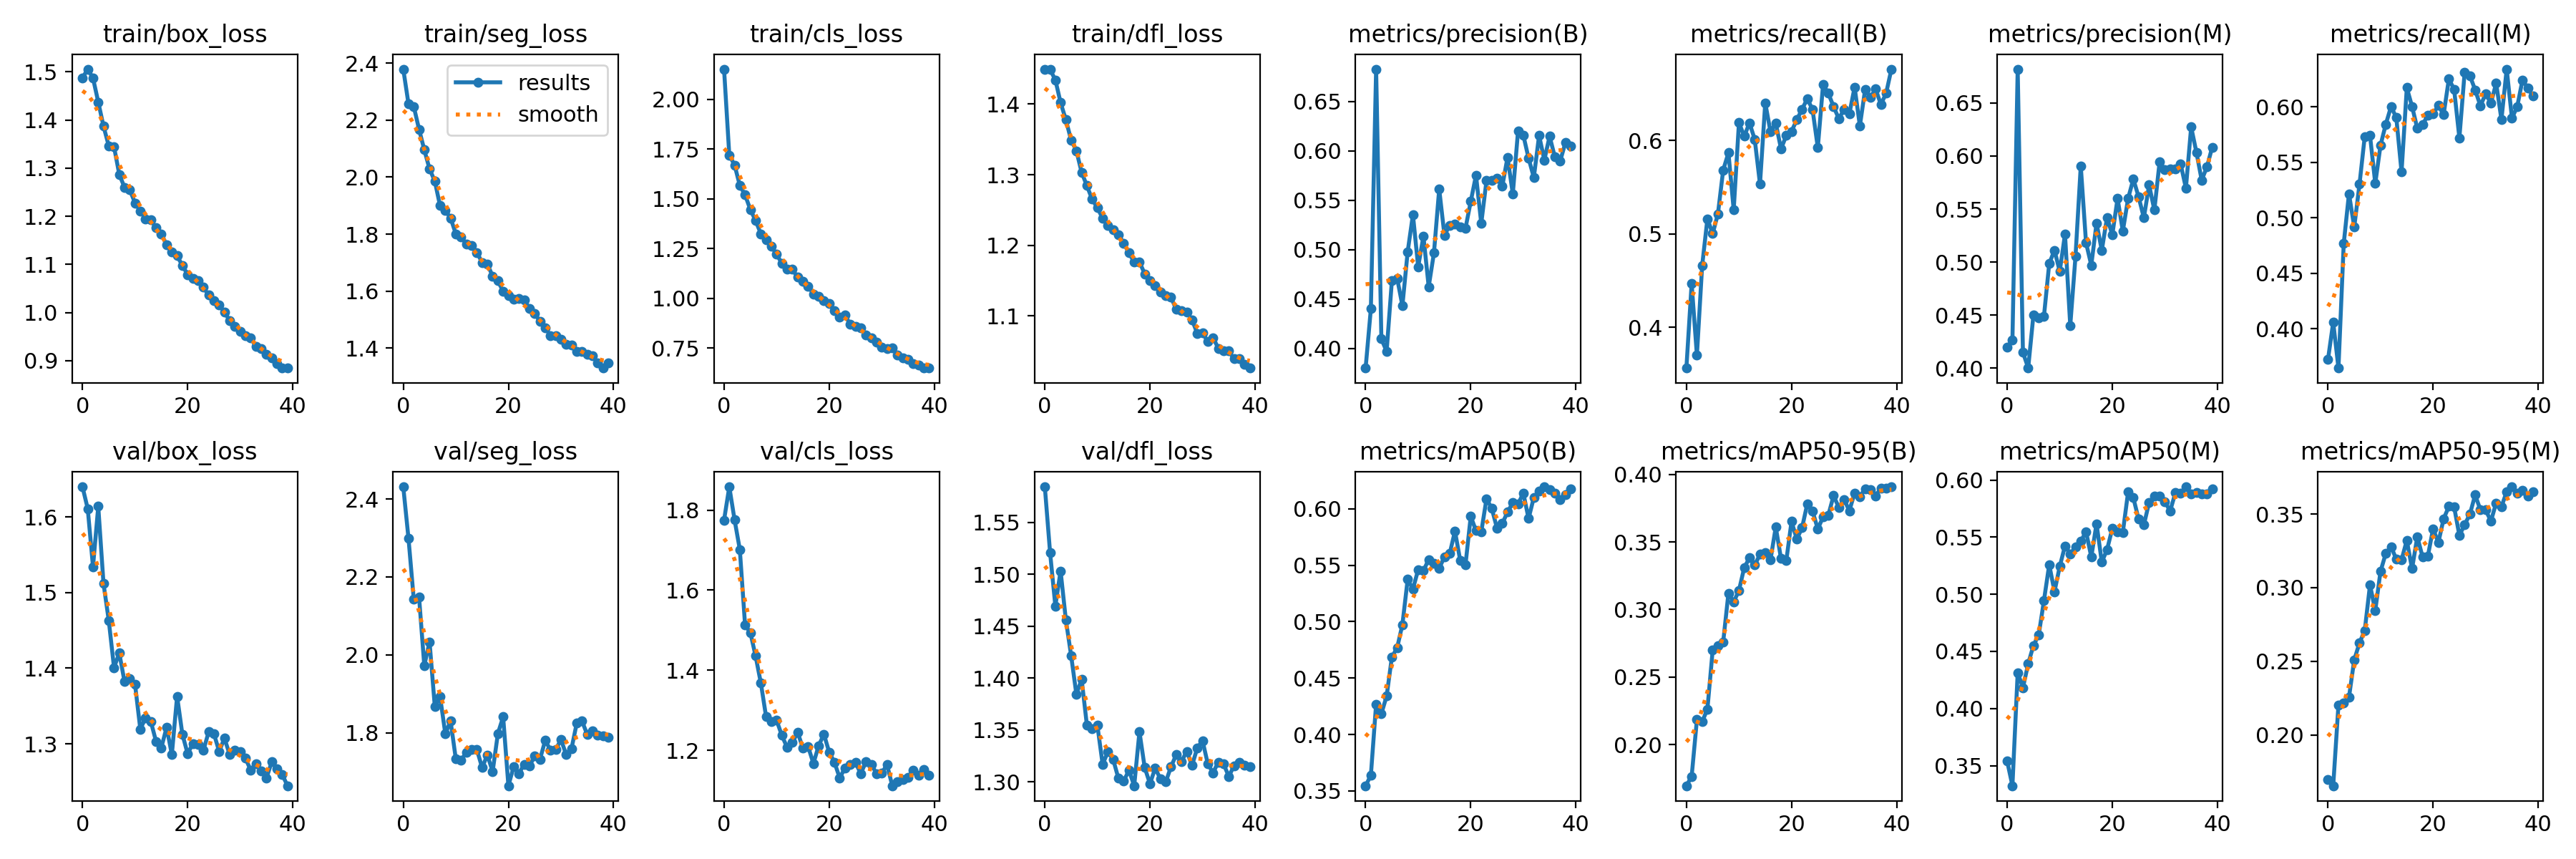 train/box_loss
1.5
1.4
1.3
1.2
1.1
1.0
0.9
0 20 40
train/seg_loss
results
smooth
2.4
2.2
2.0
1.8
1.6
1.4
0 20 40
train/cls_loss
2.00
1.75
1.50
1.25
1.00
0.75
0 20 40
train/dfl_loss
1.4
1.3
1.2
1.1
0 20 40
metrics/precision(B)
0.65
0.60
0.55
0.50
0.45
0.40
0 20 40
metrics/recall(B)
0.6
0.5
0.4
0 20 40
metrics/precision(M)
0.65
0.60
0.55
0.50
0.45
0.40
0 20 40
metrics/recall(M)
0.60
0.55
0.50
0.45
0.40
0 20 40
val/box_loss
1.6
1.5
1.4
1.3
0 20 40
val/seg_loss
2.4
2.2
2.0
1.8
0 20 40
val/cls_loss
1.8
1.6
1.4
1.2
0 20 40
val/dfl_loss
1.55
1.50
1.45
1.40
1.35
1.30
0 20 40
metrics/mAP50(B)
0.60
0.55
0.50
0.45
0.40
0.35
0 20 40
metrics/mAP50-95(B)
0.40
0.35
0.30
0.25
0.20
0 20 40
metrics/mAP50(M)
0.60
0.55
0.50
0.45
0.40
0.35
0 20 40
metrics/mAP50-95(M)
0.35
0.30
0.25
0.20
0 20 40